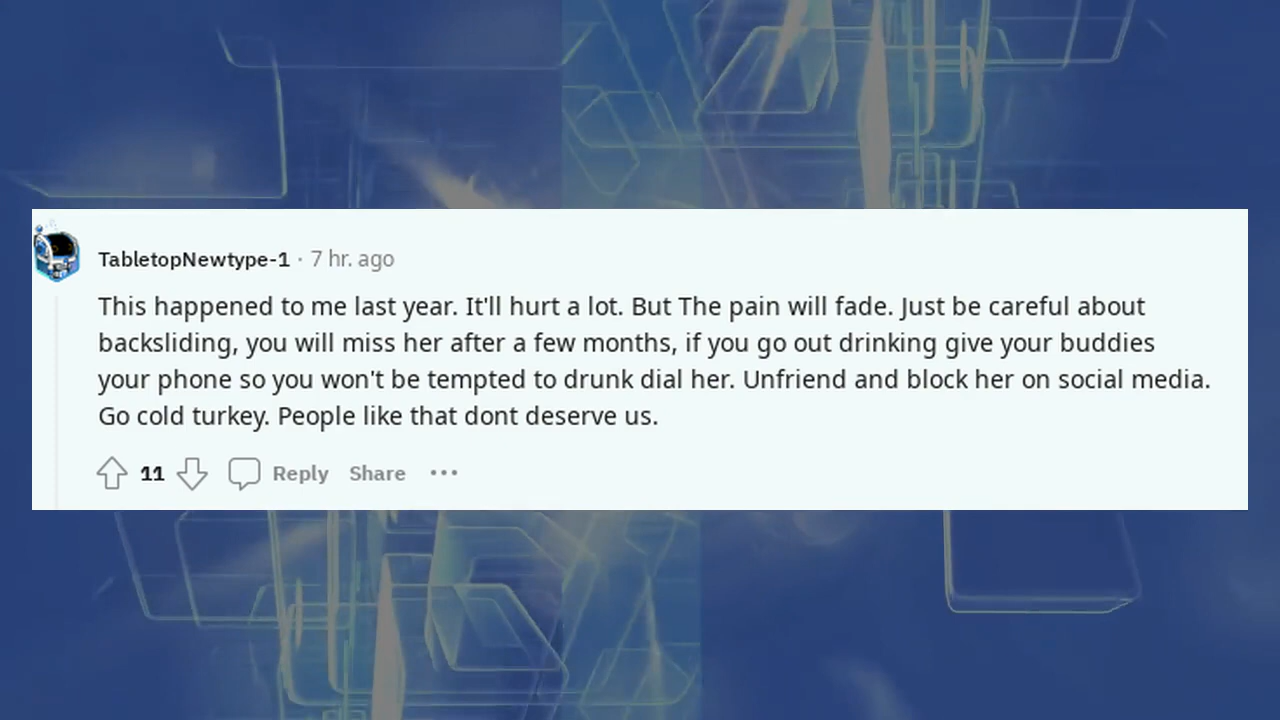 TabletopNewtype-1 · 7 hr. ago
This happened to me last year. It'll hurt a lot. But The pain will fade. Just be careful about
backsliding, you will miss her after a few months, if you go out drinking give your buddies
your phone so you won't be tempted to drunk dial her. Unfriend and block her on social media.
Go cold turkey. People like that dont deserve us.
11 Reply Share ···